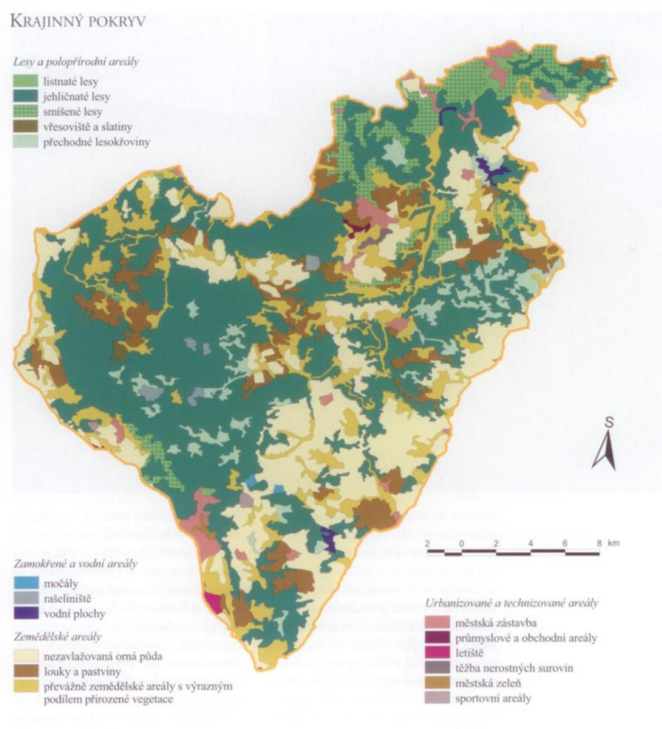 KRAJINNÝ POKRYV
Lesy a polopřírodní areály
listnaté lesy
jehličnaté lesy
smíšené lesy
vřesoviště a slatiny
přechodné lesokřoviny
S
2 0 2 4 6 8 km
Zamokřené a vodní areály
močály
rašeliniště
vodní plochy
Zemědělské areály
nezavlažovaná orná půda
louky a pastviny
převážně zemědělské areály s výrazným
podílem přirozené vegetace
Urbanizované a technizované areály
městská zástavba
průmyslové a obchodní areály
letiště
těžba nerostných surovin
městská zeleň
sportovní areály